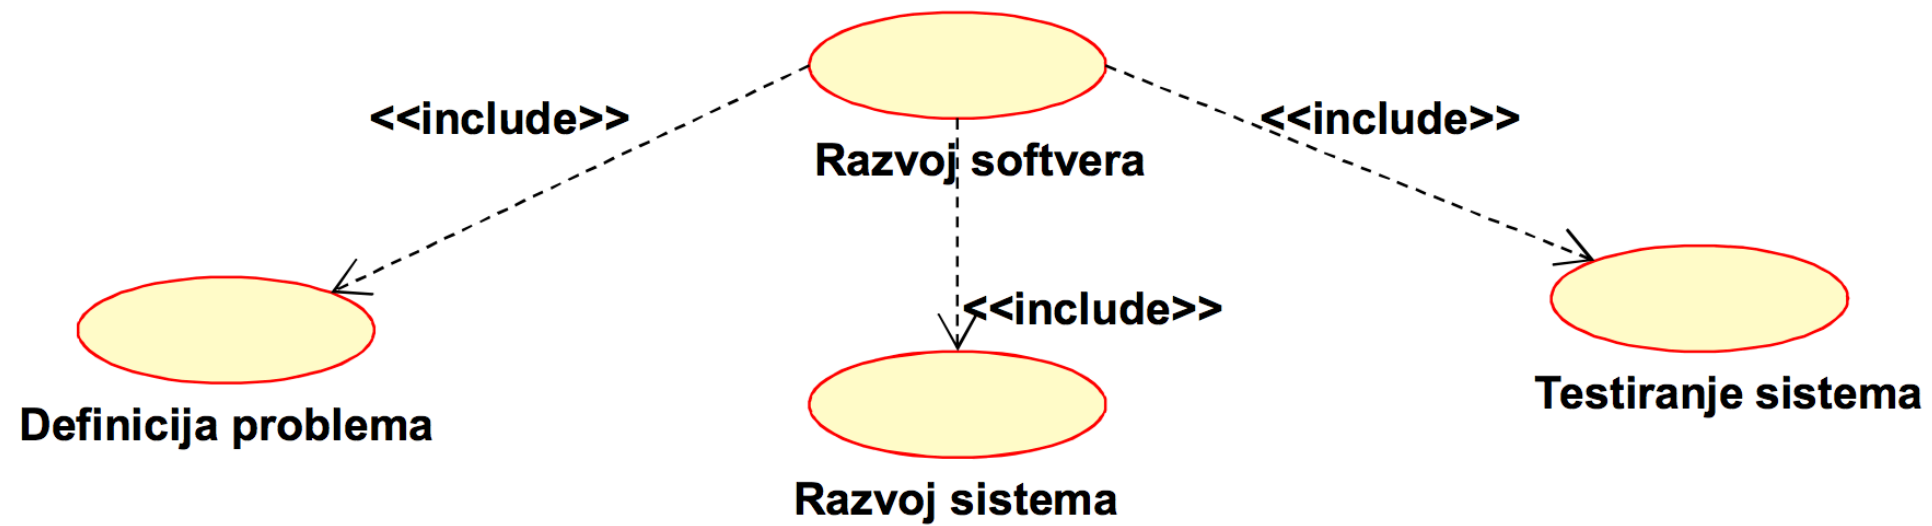 <<include>>
<<include>>
Razvoj softvera
<<include>>
Testiranje sistema
Definicija problema
Razvoj sistema